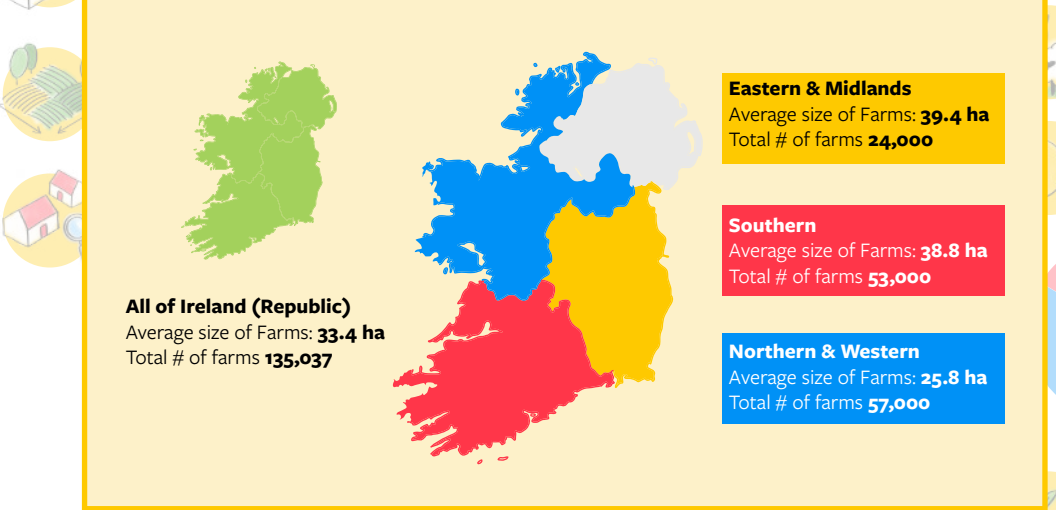 All of Ireland (Republic)
Average size of Farms: 33.4 ha
Total # of farms 135,037
Eastern & Midlands
Average size of Farms: 39.4 ha
Total # of farms 24,000
Southern
Average size of Farms: 38.8 ha
Total # of farms 53,000
Northern & Western
Average size of Farms: 25.8 ha
Total # of farms 57,000